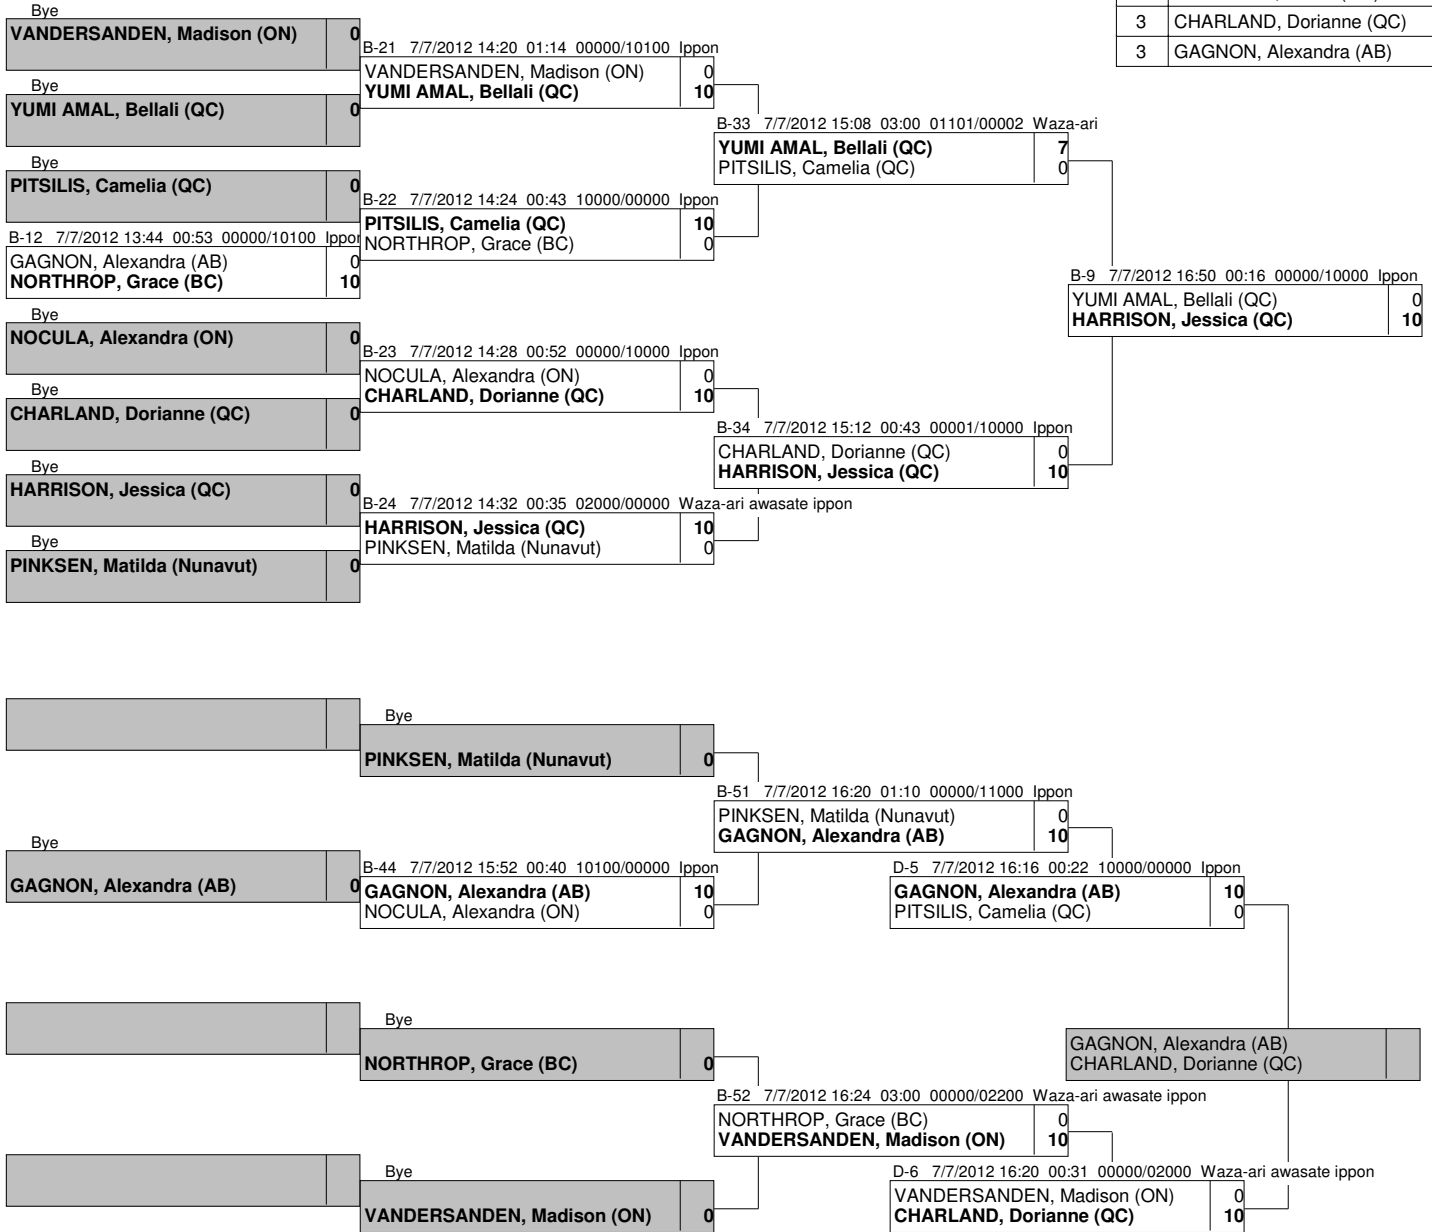 Bye
VANDERSANDEN, Madison (ON) 0
Bye
YUMI AMAL, Bellali (QC) 0
Bye
PITSILIS, Camelia (QC) 0
B-12 7/7/2012 13:44 00:53 00000/10100 Ippon
GAGNON, Alexandra (AB) 0
NORTHROP, Grace (BC) 10
Bye
NOCULA, Alexandra (ON) 0
Bye
CHARLAND, Dorianne (QC) 0
Bye
HARRISON, Jessica (QC) 0
Bye
PINKSEN, Matilda (Nunavut) 0
B-21 7/7/2012 14:20 01:14 00000/10100 Ippon
VANDERSANDEN, Madison (ON) 0
YUMI AMAL, Bellali (QC) 10
B-22 7/7/2012 14:24 00:43 10000/00000 Ippon
PITSILIS, Camelia (QC) 10
NORTHROP, Grace (BC) 0
B-23 7/7/2012 14:28 00:52 00000/10000 Ippon
NOCULA, Alexandra (ON) 0
CHARLAND, Dorianne (QC) 10
B-24 7/7/2012 14:32 00:35 02000/00000 Waza-ari awasate ippon
HARRISON, Jessica (QC) 10
PINKSEN, Matilda (Nunavut) 0
B-33 7/7/2012 15:08 03:00 01101/00002 Waza-ari
YUMI AMAL, Bellali (QC) 7
PITSILIS, Camelia (QC) 0
B-34 7/7/2012 15:12 00:43 00001/10000 Ippon
CHARLAND, Dorianne (QC) 0
HARRISON, Jessica (QC) 10
3 CHARLAND, Dorianne (QC)
3 GAGNON, Alexandra (AB)
B-9 7/7/2012 16:50 00:16 00000/10000 Ippon
YUMI AMAL, Bellali (QC) 0
HARRISON, Jessica (QC) 10
Bye
PINKSEN, Matilda (Nunavut) 0
Bye
GAGNON, Alexandra (AB) 0
B-44 7/7/2012 15:52 00:40 10100/00000 Ippon
GAGNON, Alexandra (AB) 10
NOCULA, Alexandra (ON) 0
B-51 7/7/2012 16:20 01:10 00000/11000 Ippon
PINKSEN, Matilda (Nunavut) 0
GAGNON, Alexandra (AB) 10
D-5 7/7/2012 16:16 00:22 10000/00000 Ippon
GAGNON, Alexandra (AB) 10
PITSILIS, Camelia (QC) 0
Bye
NORTHROP, Grace (BC) 0
Bye
VANDERSANDEN, Madison (ON) 0
B-52 7/7/2012 16:24 03:00 00000/02200 Waza-ari awasate ippon
NORTHROP, Grace (BC) 0
VANDERSANDEN, Madison (ON) 10
D-6 7/7/2012 16:20 00:31 00000/02000 Waza-ari awasate ippon
VANDERSANDEN, Madison (ON) 0
CHARLAND, Dorianne (QC) 10
GAGNON, Alexandra (AB)
CHARLAND, Dorianne (QC)